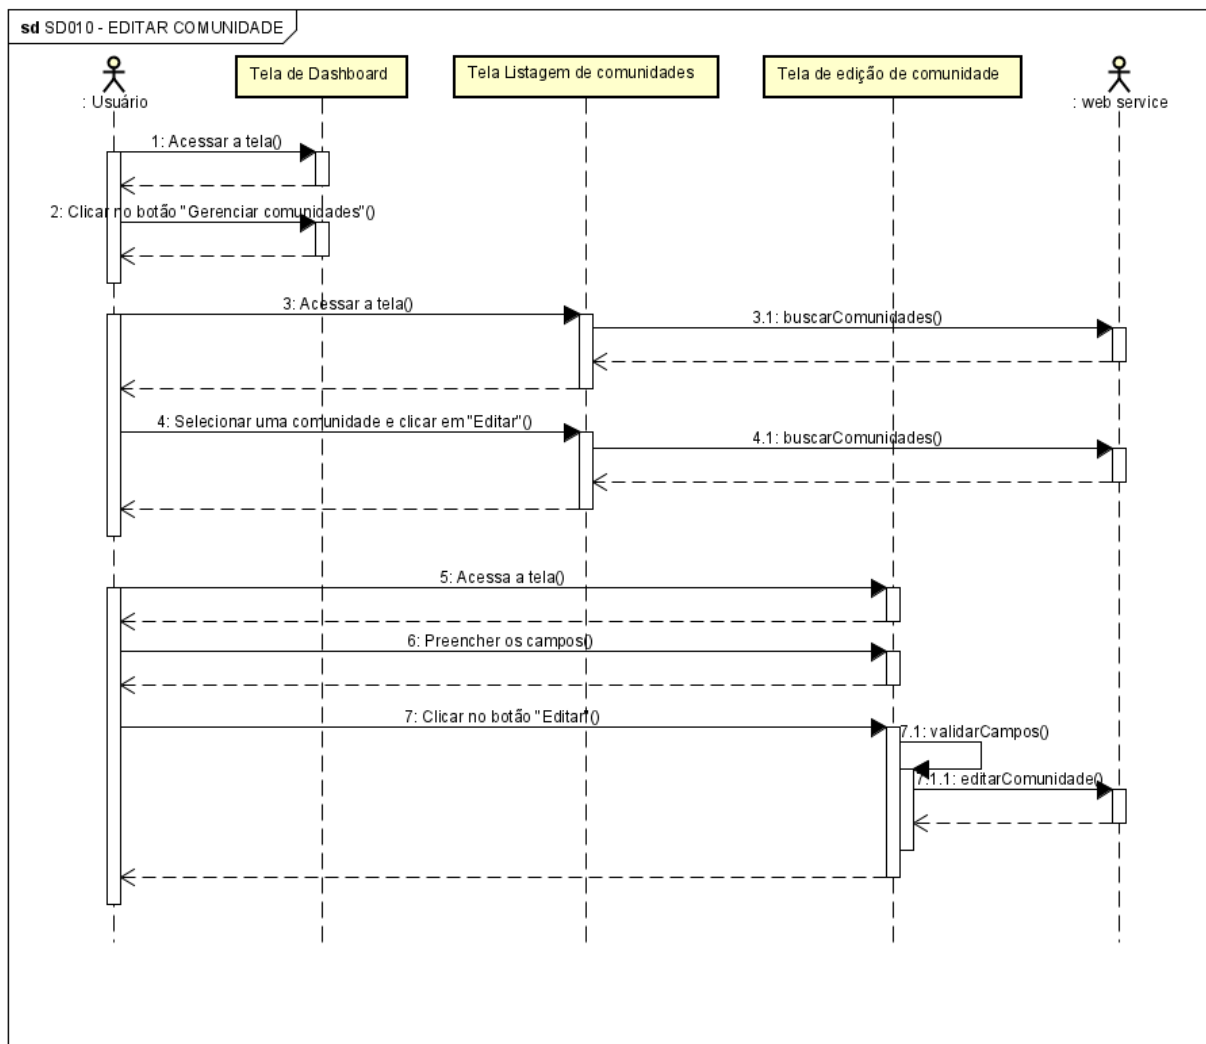 sd SD010 - EDITAR COMUNIDADE
: Usuário
Tela de Dashboard
Tela Listagem de comunidades
Tela de edição de comunidade
: web service
1: Acessar a tela()
2: Clicar no botão "Gerenciar comunidades"()
3: Acessar a tela()
3.1: buscarComunidades()
4: Selecionar uma comunidade e clicar em "Editar"()
4.1: buscarComunidades()
5: Acessa a tela()
6: Preencher os campos()
7: Clicar no botão "Editar"()
7.1: validarCampos()
7.1.1: editarComunidade()